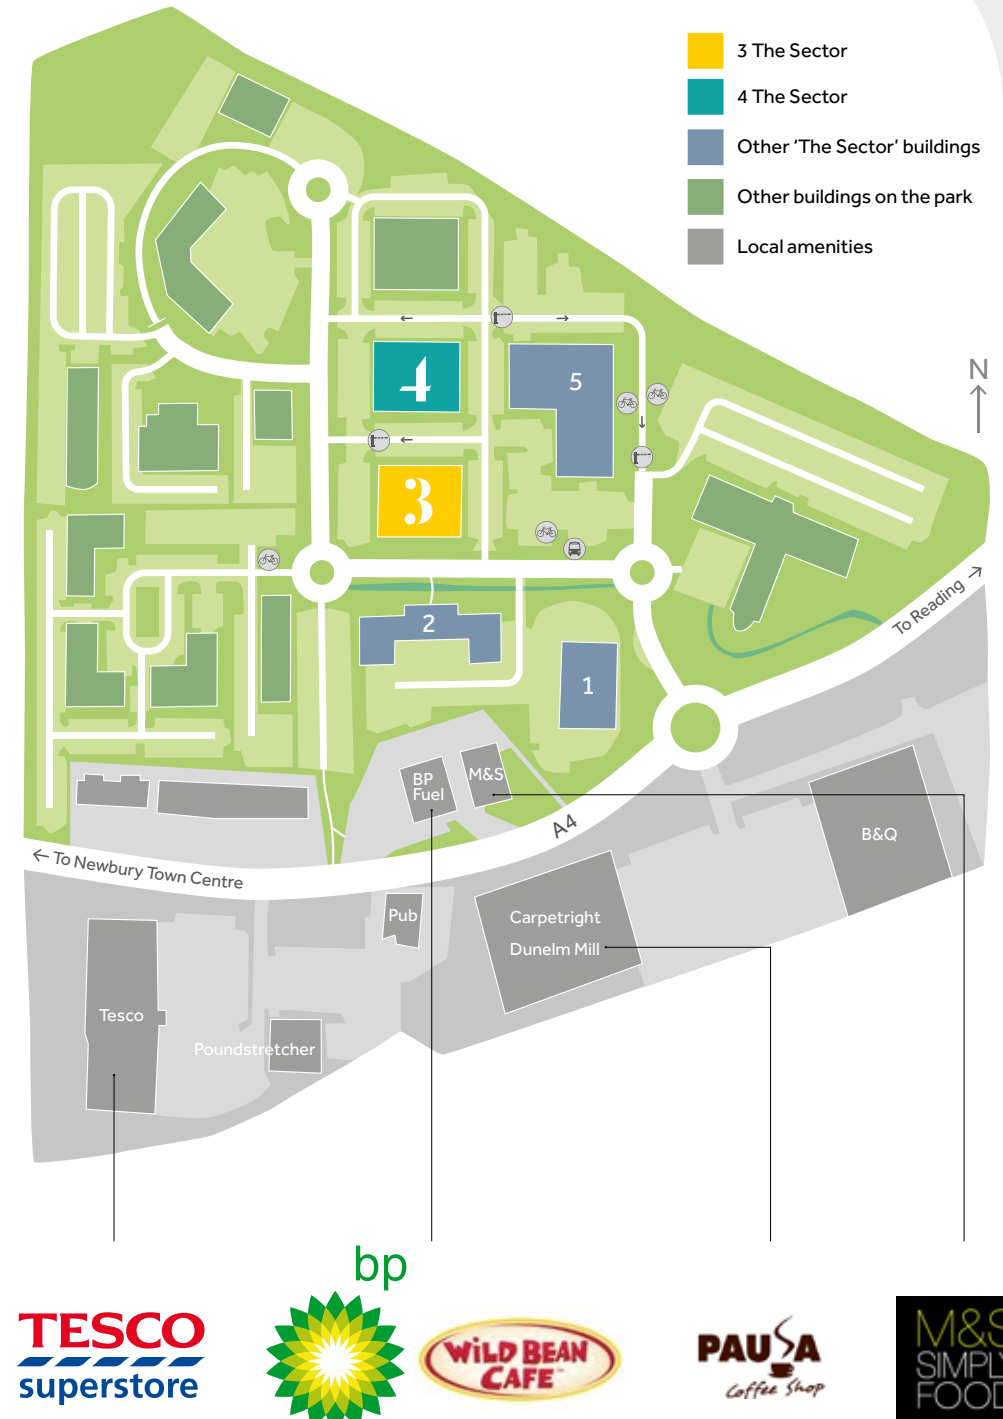 3 The Sector
4 The Sector
Other ‘The Sector’ buildings
Other buildings on the park
Local amenities
N
4
5
3
2
1
To Reading
BP
Fuel
M&S
A4
B&Q
To Newbury Town Centre
Pub
Carpetright
Dunelm Mill
Tesco
Poundstretcher
bp
TESCO
superstore
WiLD BEAN
CAFE
PAUSA
Coffee Shop
M&S
SIMPLY
FOOD